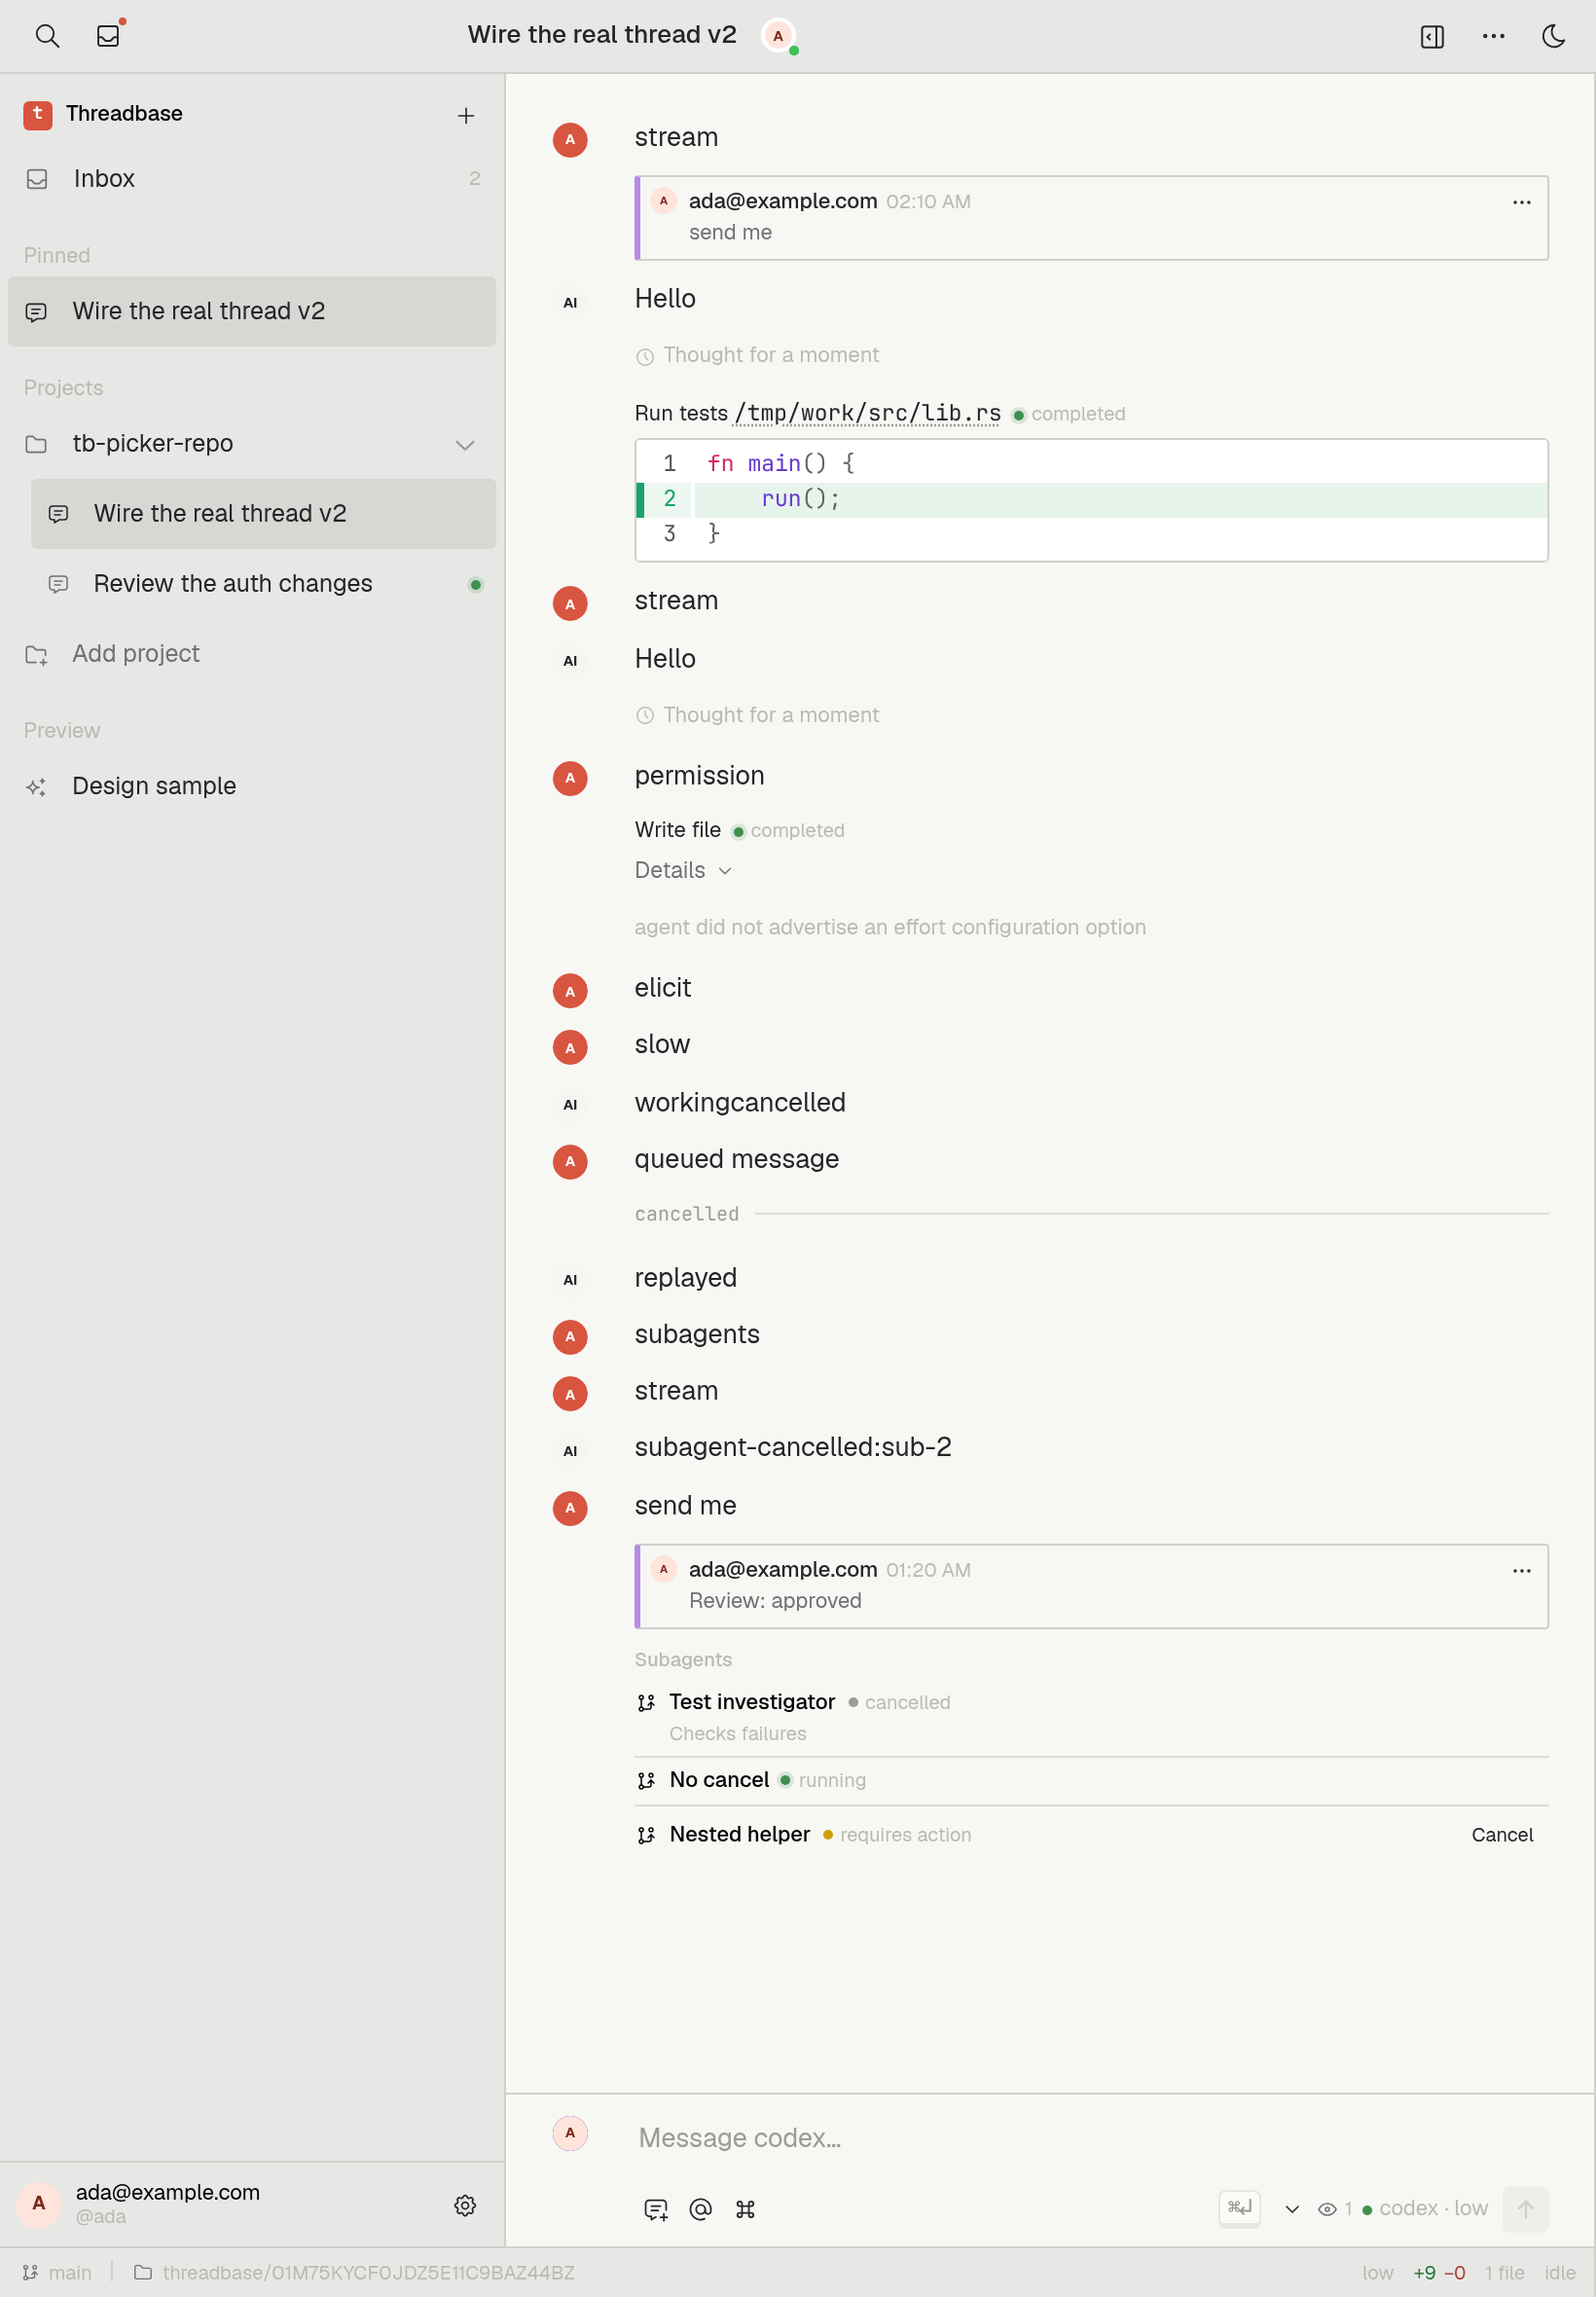 Wire the real thread v2
A
t
Threadbase
Inbox
2
Pinned
Wire the real thread v2
Projects
tb-picker-repo
Wire the real thread v2
Review the auth changes
Add project
Preview
Design sample
ada@example.com
@ada
A
A
stream
A
ada@example.com 02:10 AM
send me
AI
Hello
Thought for a moment
Run tests /tmp/work/src/lib.rs completed
1 fn main() {
2 run();
3 }
A
stream
AI
Hello
Thought for a moment
A
permission
Write file completed
Details
agent did not advertise an effort configuration option
A
elicit
A
slow
AI
workingcancelled
A
queued message
cancelled
AI
replayed
A
subagents
A
stream
AI
subagent-cancelled:sub-2
A
send me
A
ada@example.com 01:20 AM
Review: approved
Subagents
Test investigator cancelled
Checks failures
No cancel running
Nested helper requires action
Cancel
A
Message codex…
@ ⌘
⌘↵
1 codex · low
main
threadbase/01M75KYCF0JDZ5E11C9BAZ44BZ
low +9 −0 1 file idle